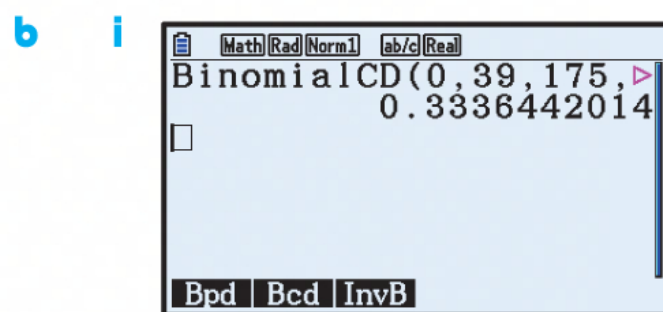 b i
Math Rad Norm1 ab/c Real
BinomialCD(0,39,175,▷
0.3336442014
Bpd Bcd InvB